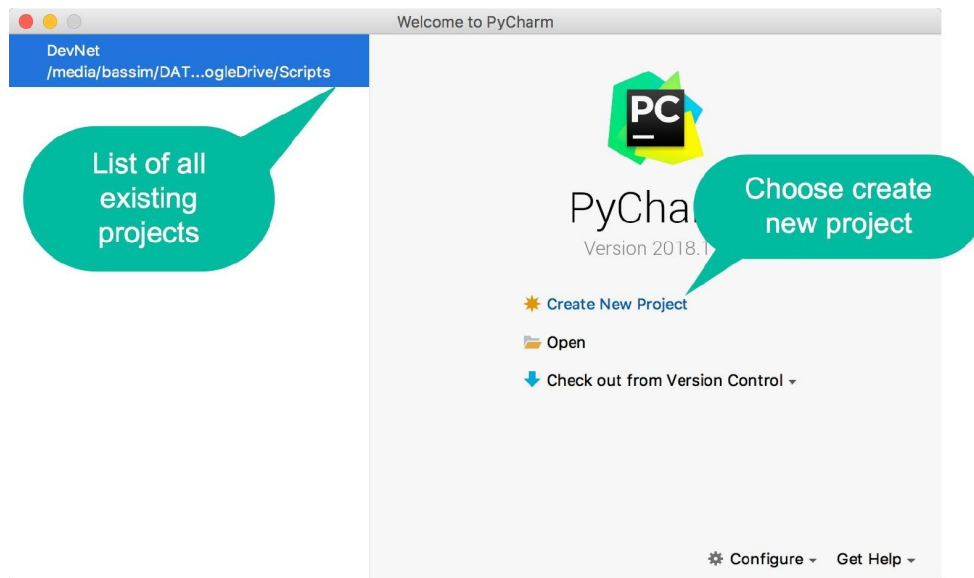 Welcome to PyCharm
DevNet
/media/bassim/DAT...ogleDrive/Scripts
List of all
existing
projects
PC
Choose create
new project
PyCha
Version 2018.1
Create New Project
Open
Check out from Version Control
Configure
Get Help